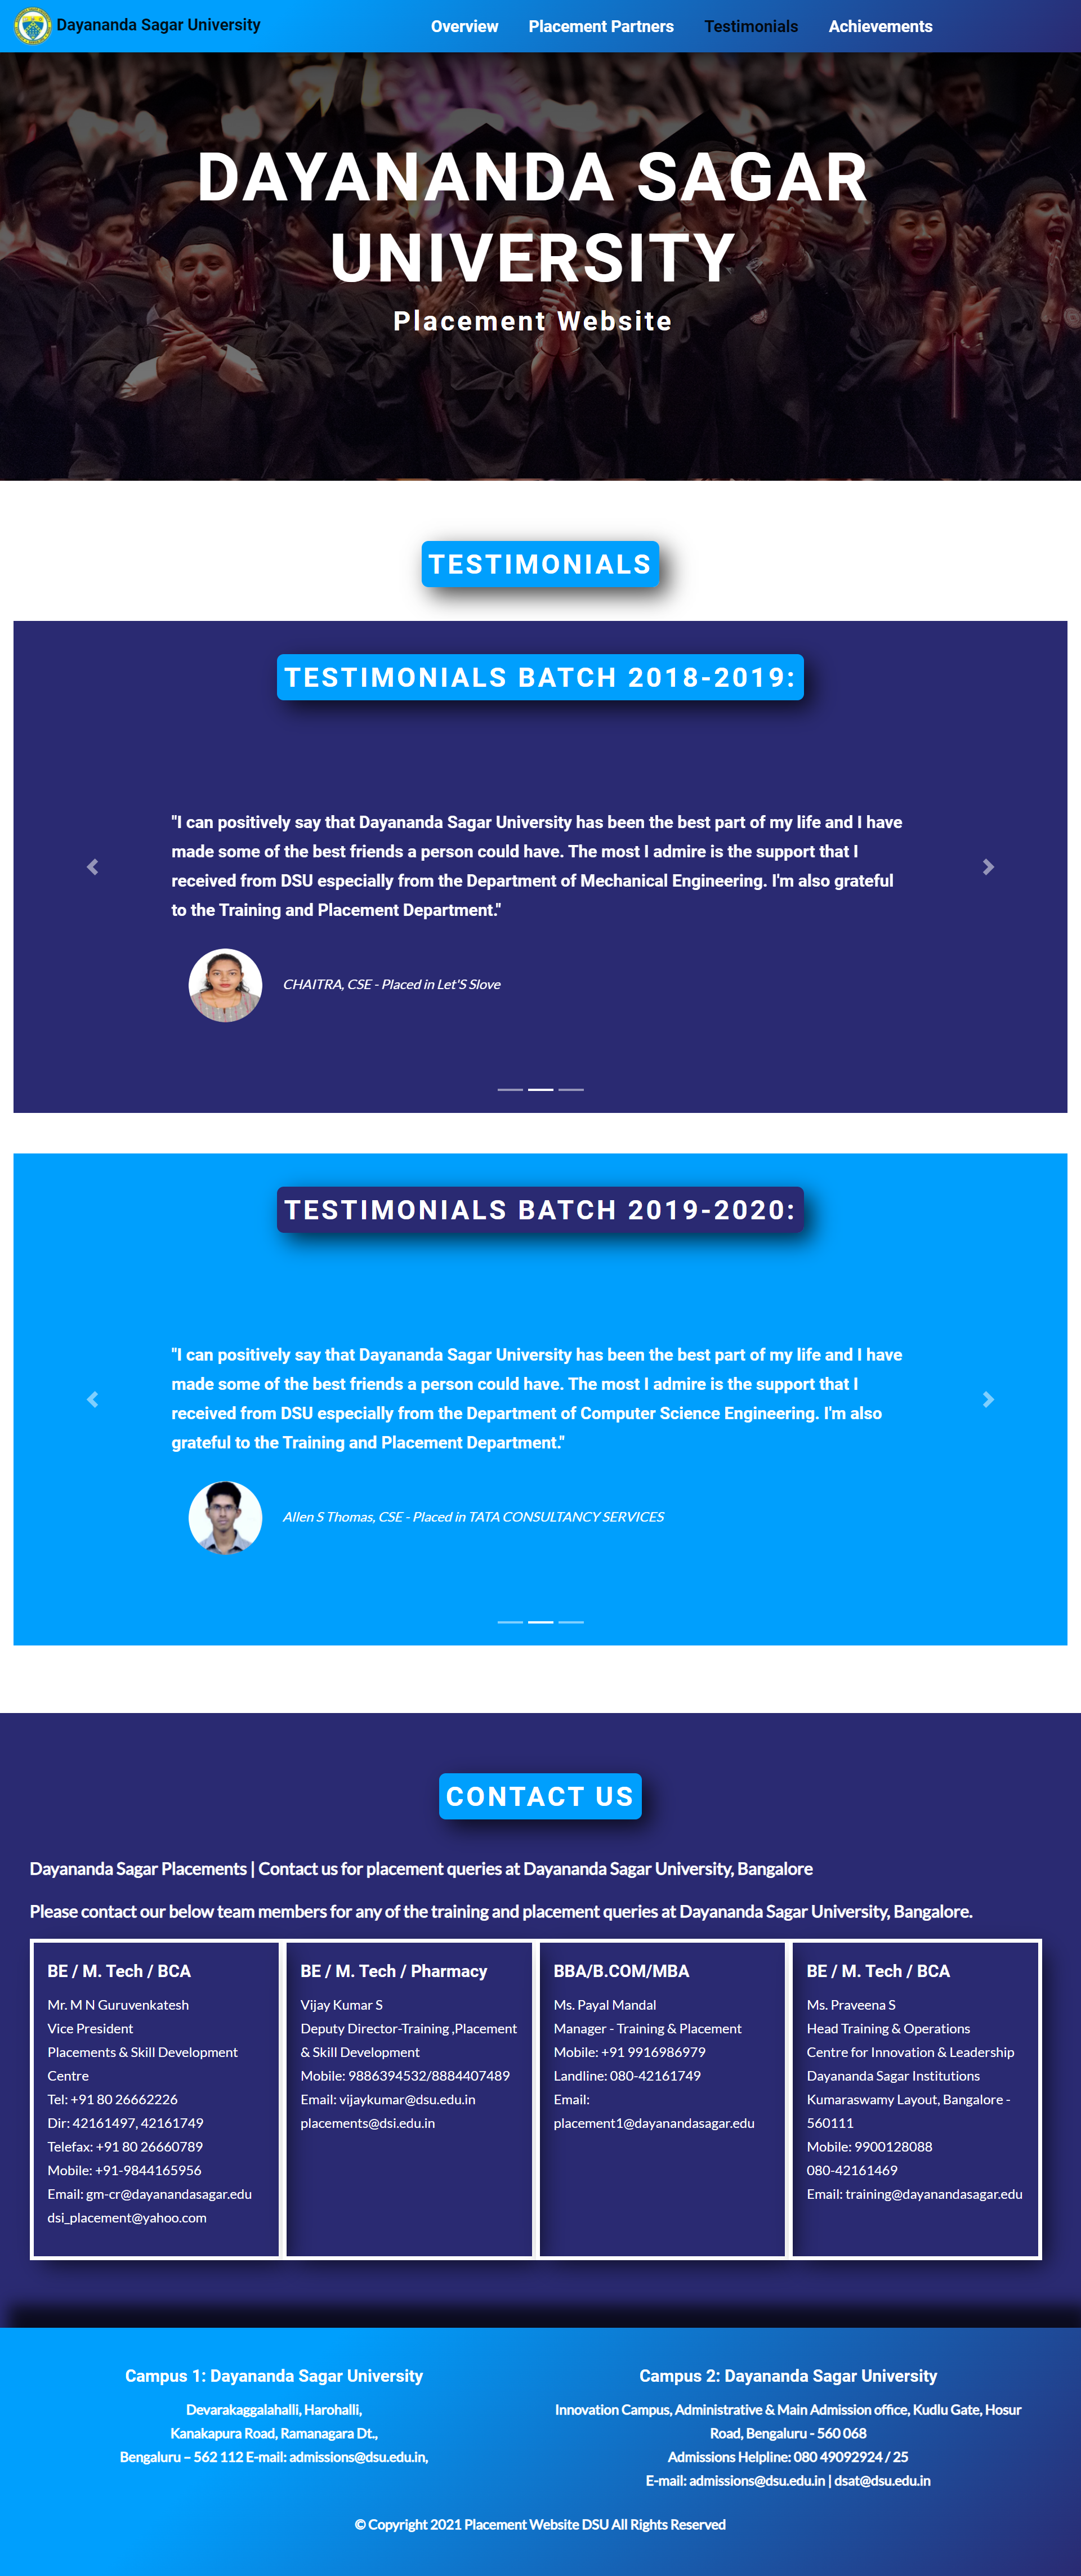 Dayananda Sagar University
Overview
Placement Partners
Testimonials
Achievements
DAYANANDA SAGAR
UNIVERSITY
Placement Website
TESTIMONIALS
TESTIMONIALS BATCH 2018-2019:
"I can positively say that Dayananda Sagar University has been the best part of my life and I have
made some of the best friends a person could have. The most I admire is the support that I
received from DSU especially from the Department of Mechanical Engineering. I'm also grateful
to the Training and Placement Department."
CHAITRA, CSE - Placed in Let'S Slove
TESTIMONIALS BATCH 2019-2020:
"I can positively say that Dayananda Sagar University has been the best part of my life and I have
made some of the best friends a person could have. The most I admire is the support that I
received from DSU especially from the Department of Computer Science Engineering. I'm also
grateful to the Training and Placement Department."
Allen S Thomas, CSE - Placed in TATA CONSULTANCY SERVICES
CONTACT US
Dayananda Sagar Placements | Contact us for placement queries at Dayananda Sagar University, Bangalore
Please contact our below team members for any of the training and placement queries at Dayananda Sagar University, Bangalore.
BE / M. Tech / BCA
Mr. M N Guruvenkatesh
Vice President
Placements & Skill Development
Centre
Tel: +91 80 26662226
Dir: 42161497, 42161749
Telefax: +91 80 26660789
Mobile: +91-9844165956
Email: gm-cr@dayanandasagar.edu
dsi_placement@yahoo.com
BE / M. Tech / Pharmacy
Vijay Kumar S
Deputy Director-Training ,Placement
& Skill Development
Mobile: 9886394532/8884407489
Email: vijaykumar@dsu.edu.in
placements@dsi.edu.in
BBA/B.COM/MBA
Ms. Payal Mandal
Manager - Training & Placement
Mobile: +91 9916986979
Landline: 080-42161749
Email:
placement1@dayanandasagar.edu
BE / M. Tech / BCA
Ms. Praveena S
Head Training & Operations
Centre for Innovation & Leadership
Dayananda Sagar Institutions
Kumaraswamy Layout, Bangalore -
560111
Mobile: 9900128088
080-42161469
Email: training@dayanandasagar.edu
Campus 1: Dayananda Sagar University
Devarakaggalahalli, Harohalli,
Kanakapura Road, Ramanagara Dt.,
Bengaluru – 562 112 E-mail: admissions@dsu.edu.in,
Campus 2: Dayananda Sagar University
Innovation Campus, Administrative & Main Admission office, Kudlu Gate, Hosur
Road, Bengaluru - 560 068
Admissions Helpline: 080 49092924 / 25
E-mail: admissions@dsu.edu.in | dsat@dsu.edu.in
© Copyright 2021 Placement Website DSU All Rights Reserved